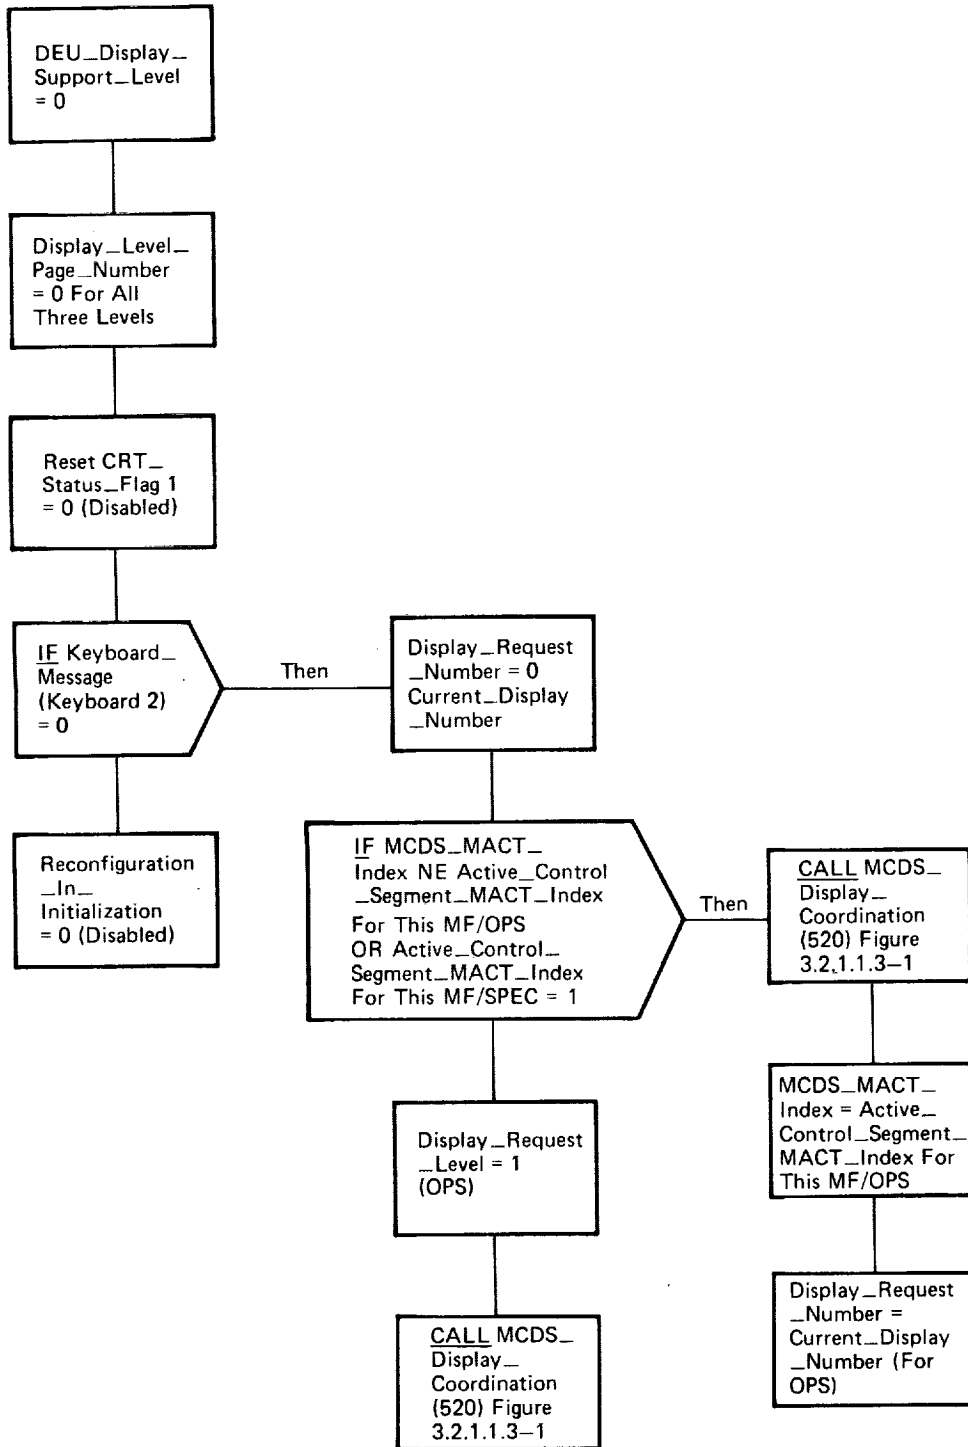 DEU_Display_
Support_Level
= 0
Display_Level_
Page_Number
= 0 For All
Three Levels
Reset CRT_
Status_Flag 1
= 0 (Disabled)
IF Keyboard_
Message
(Keyboard 2)
= 0
Then
Display_Request
_Number = 0
Current_Display
_Number
Reconfiguration
_In_
Initialization
= 0 (Disabled)
IF MCDS_MACT_
Index NE Active_Control
_Segment_MACT_Index
For This MF/OPS
OR Active_Control_
Segment_MACT_Index
For This MF/SPEC = 1
Then
CALL MCDS_
Display_
Coordination
(520) Figure
3.2.1.1.3-1
MCDS_MACT_
Index = Active_
Control_Segment_
MACT_Index For
This MF/OPS
Display_Request
_Level = 1
(OPS)
Display_Request
_Number =
Current_Display
_Number (For
OPS)
CALL MCDS_
Display_
Coordination
(520) Figure
3.2.1.1.3-1